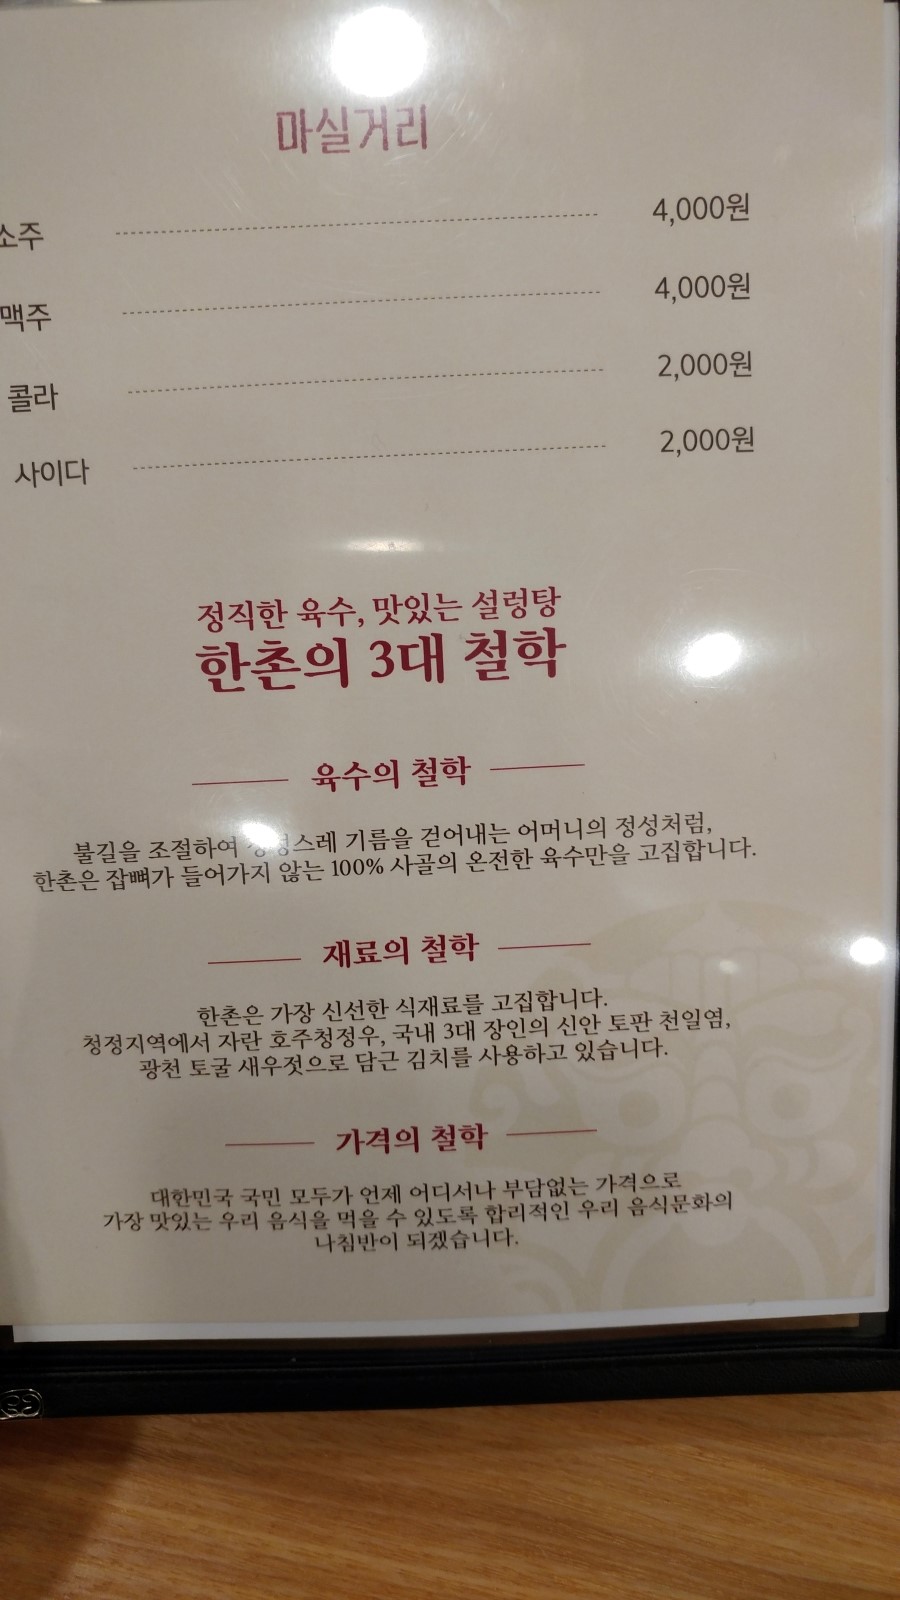 마실거리
소주 4,000원
맥주 4,000원
콜라 2,000원
사이다 2,000원
정직한 육수, 맛있는 설렁탕
한촌의 3대 철학
육수의 철학
불길을 조절하여 기름을 걷어내는 어머니의 정성처럼,
한촌은 잡뼈가 들어가지 않는 100% 사골의 온전한 육수만을 고집합니다.
재료의 철학
한촌은 가장 신선한 식재료를 고집합니다.
청정지역에서 자란 호주청정우, 국내 3대 장인의 신안 토판 천일염,
광천 토굴 새우젓으로 담근 김치를 사용하고 있습니다.
가격의 철학
대한민국 국민 모두가 언제 어디서나 부담없는 가격으로
가장 맛있는 우리 음식을 먹을 수 있도록 합리적인 우리 음식문화의
나침반이 되겠습니다.